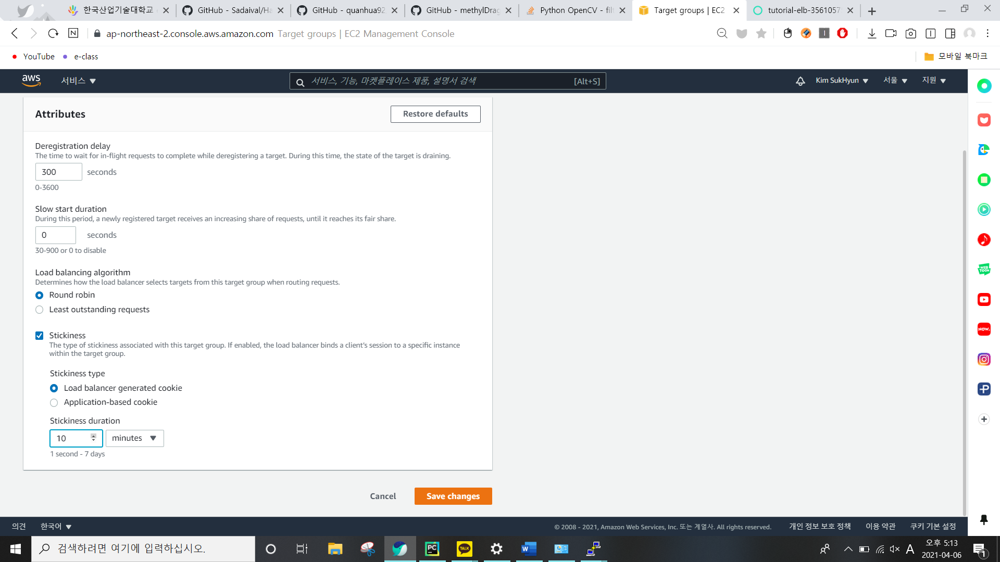 한국산업기술대학교
GitHub - Sadaival/Ha
GitHub - quanhua92
GitHub - methylDrag
Python OpenCV - filt
Target groups | EC2
tutorial-elb-3561057
ap-northeast-2.console.aws.amazon.com Target groups | EC2 Management Console
YouTube
e-class
모바일 북마크
aws
서비스
서비스, 기능, 마켓플레이스 제품, 설명서 검색
[Alt+S]
Kim SukHyun
서울
지원
Attributes
Restore defaults
Deregistration delay
The time to wait for in-flight requests to complete while deregistering a target. During this time, the state of the target is draining.
300 seconds
0-3600
Slow start duration
During this period, a newly registered target receives an increasing share of requests, until it reaches its fair share.
0 seconds
30-900 or 0 to disable
Load balancing algorithm
Determines how the load balancer selects targets from this target group when routing requests.
Round robin
Least outstanding requests
Stickiness
The type of stickiness associated with this target group. If enabled, the load balancer binds a client's session to a specific instance
within the target group.
Stickiness type
Load balancer generated cookie
Application-based cookie
Stickiness duration
10 minutes
1 second - 7 days
Cancel
Save changes
WEB
TOON
NOW.
의견
한국어
© 2008 - 2021, Amazon Web Services, Inc. 또는 계열사. All rights reserved.
개인 정보 보호 정책
이용 약관
쿠키 기본 설정
검색하려면 여기에 입력하십시오.
PC
TALK
W
A
오후 5:13
2021-04-06
1